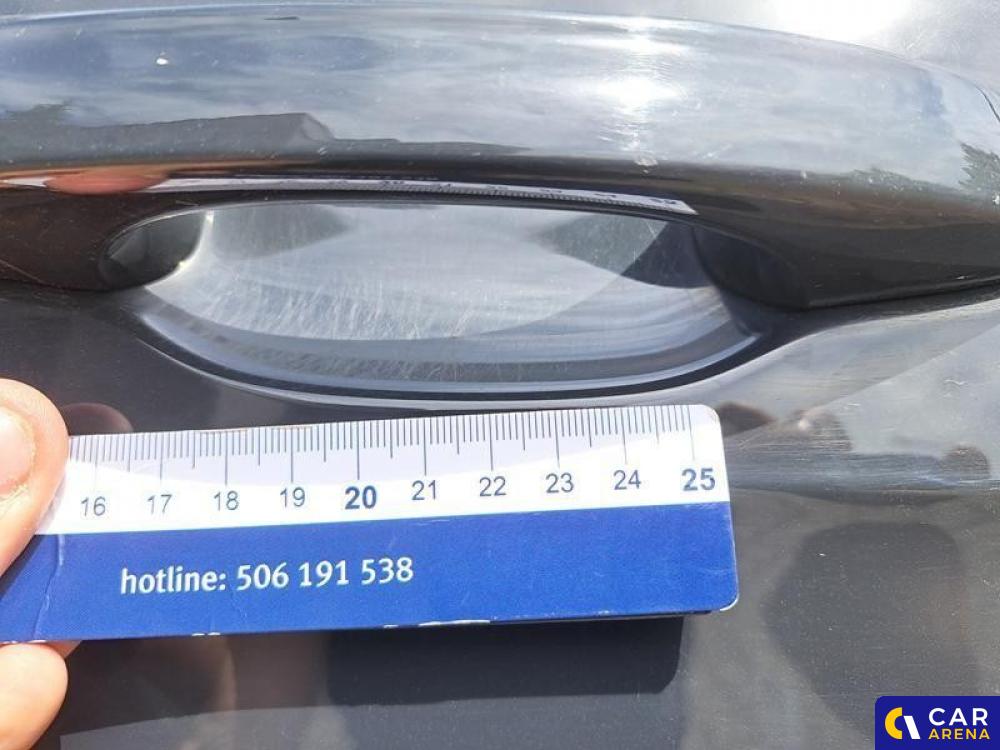 16 17 18 19 20 21 22 23 24 25
hotline: 506 191 538
CAR
ARENA